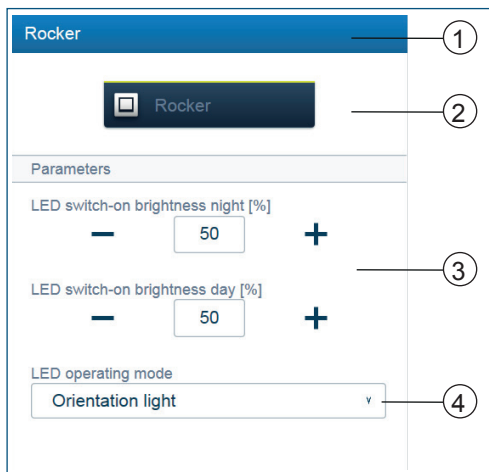 Rocker
1
Rocker
2
Parameters
LED switch-on brightness night [%]
− 50 +
3
LED switch-on brightness day [%]
− 50 +
LED operating mode
Orientation light
4